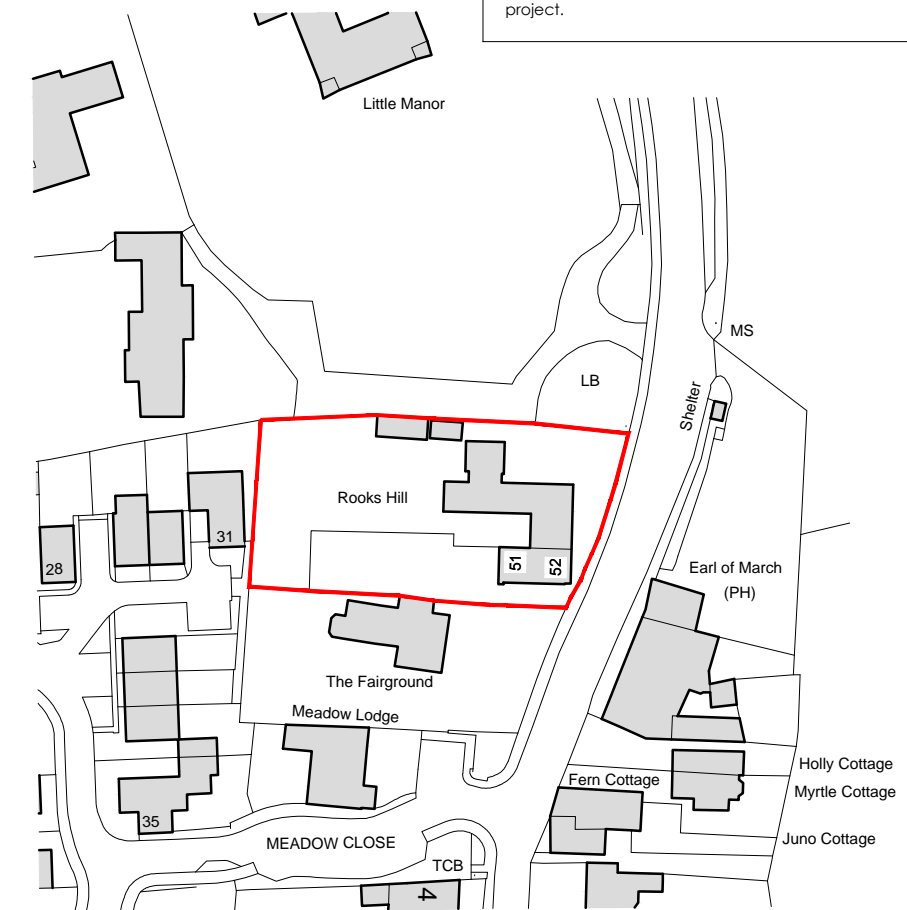 project.
Little Manor
MS
LB
Shelter
Rooks Hill
31
28
51
52
Earl of March
(PH)
The Fairground
Meadow Lodge
Holly Cottage
Fern Cottage
Myrtle Cottage
35
Juno Cottage
MEADOW CLOSE
TCB
4